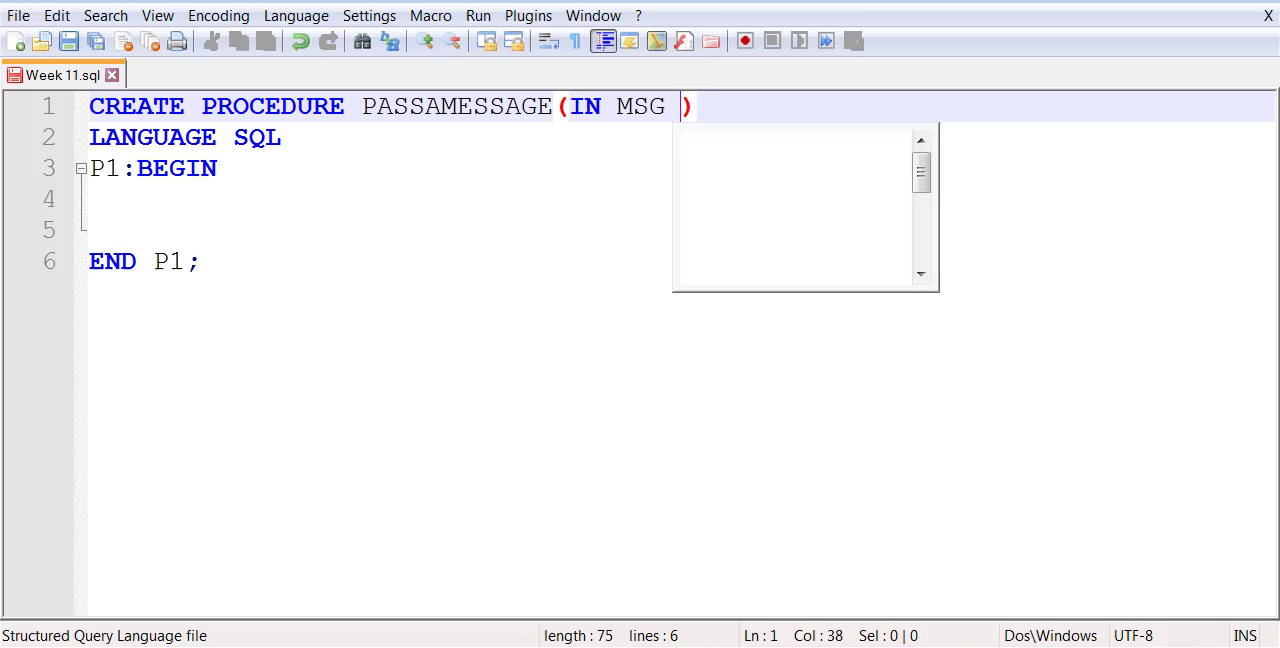 File Edit Search View Encoding Language Settings Macro Run Plugins Window ? X
Week 11.sql
1 CREATE PROCEDURE PASSAMESSAGE(IN MSG )
2 LANGUAGE SQL
3 P1:BEGIN
4
5
6 END P1;
Structured Query Language file length : 75 lines : 6 Ln : 1 Col : 38 Sel : 0 | 0 Dos\Windows UTF-8 INS